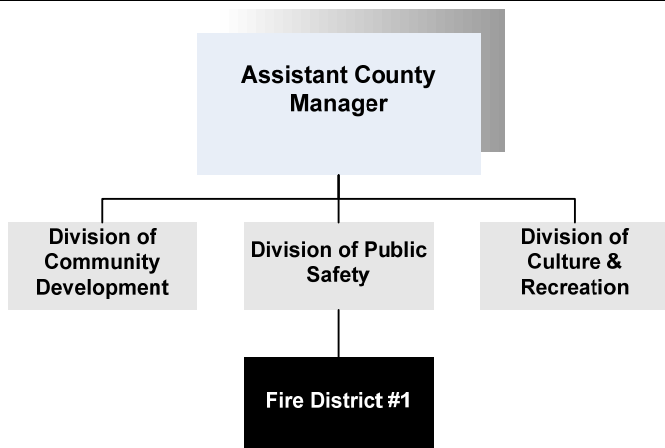 Assistant County
Manager
Division of
Community
Development
Division of Public
Safety
Division of
Culture &
Recreation
Fire District #1